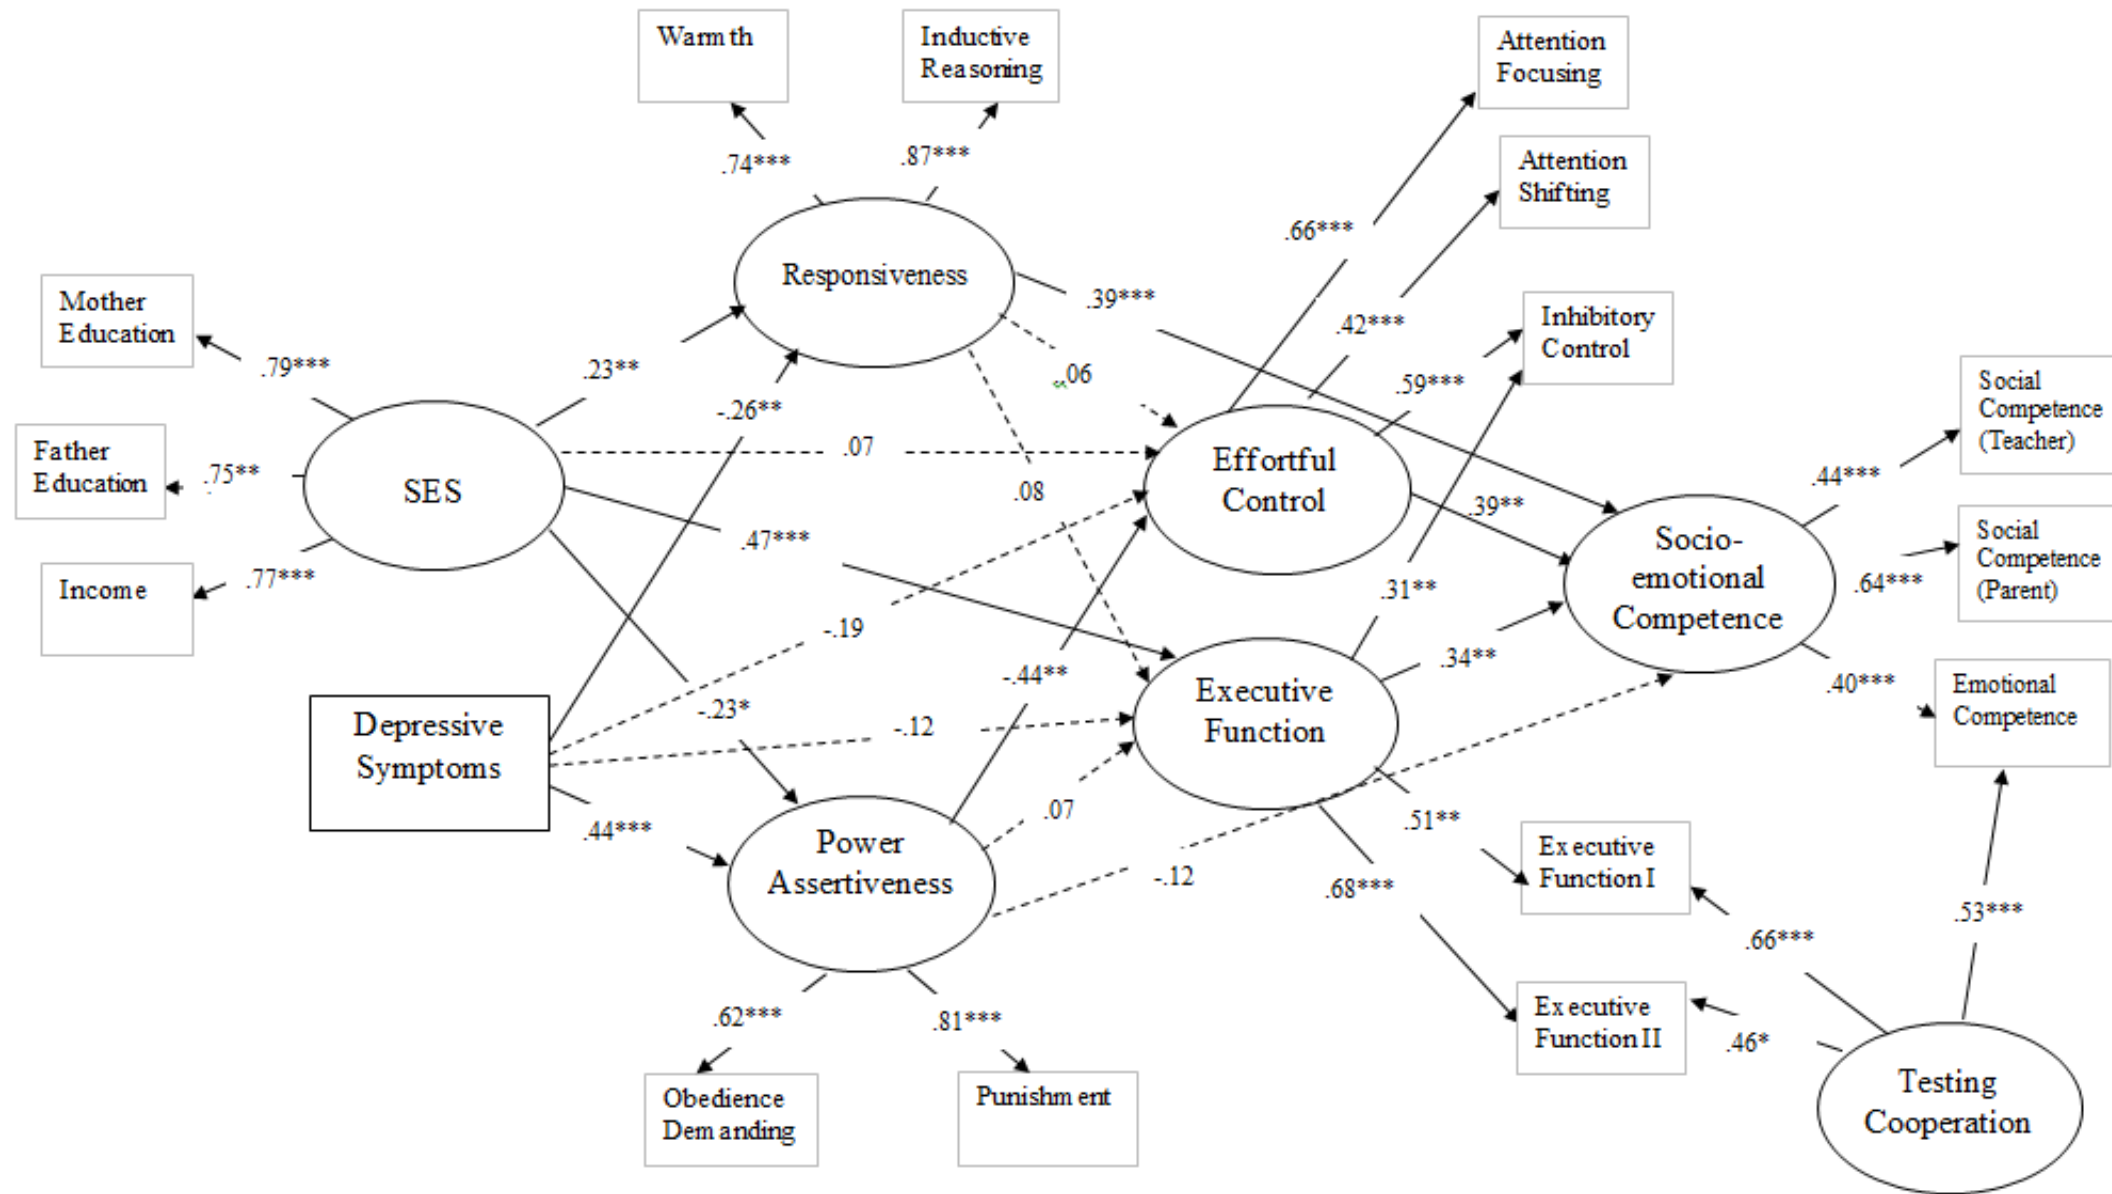 Warmth
Inductive
Reasoning
Attention
Focusing
.74***
.87***
Attention
Shifting
.66***
Responsiveness
Mother
Education
.39***
.42***
Inhibitory
Control
.79***
.23**
.06
.59***
Social
Competence
(Teacher)
-.26**
Father
Education
.75**
SES
.07
Effortful
Control
.08
.39**
.44***
.47***
Socio-
emotional
Competence
Social
Competence
(Parent)
Income
.77***
.31**
.64***
-.19
-.44**
.34**
.40***
Executive
Function
Emotional
Competence
Depressive
Symptoms
-.23*
-.12
.44***
.07
.51**
Power
Assertiveness
-.12
.68***
Executive
Function I
.53***
.66***
.62***
.81***
Executive
Function II
.46*
Obedience
Demanding
Punishment
Testing
Cooperation